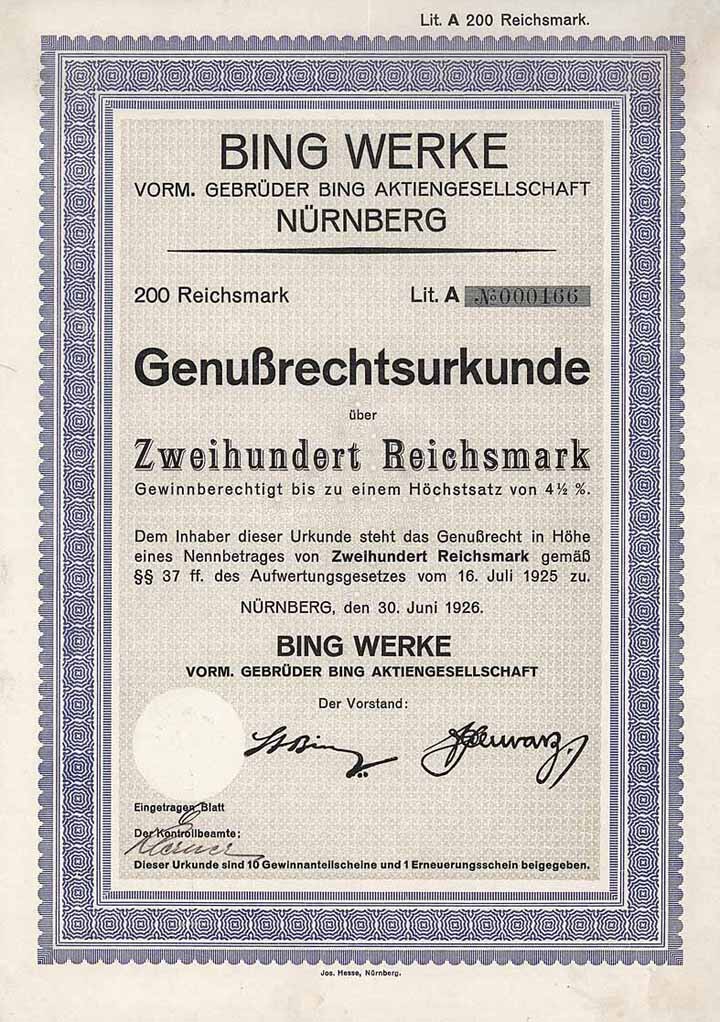 Lit. A 200 Reichsmark.
BING WERKE
VORM. GEBRÜDER BING AKTIENGESELLSCHAFT
NÜRNBERG
200 Reichsmark Lit. A № 000166
Genußrechtsurkunde
über
Zweihundert Reichsmark
Gewinnberechtigt bis zu einem Höchstsatz von 4½ %.
Dem Inhaber dieser Urkunde steht das Genußrecht in Höhe
eines Nennbetrages von Zweihundert Reichsmark gemäß
§§ 37 ff. des Aufwertungsgesetzes vom 16. Juli 1925 zu.
NÜRNBERG, den 30. Juni 1926.
BING WERKE
VORM. GEBRÜDER BING AKTIENGESELLSCHAFT
Der Vorstand:
Eingetragen Blatt
Der Kontrollbeamte:
Dieser Urkunde sind 10 Gewinnanteilscheine und 1 Erneuerungsschein beigegeben.
Jos. Hesse, Nürnberg.